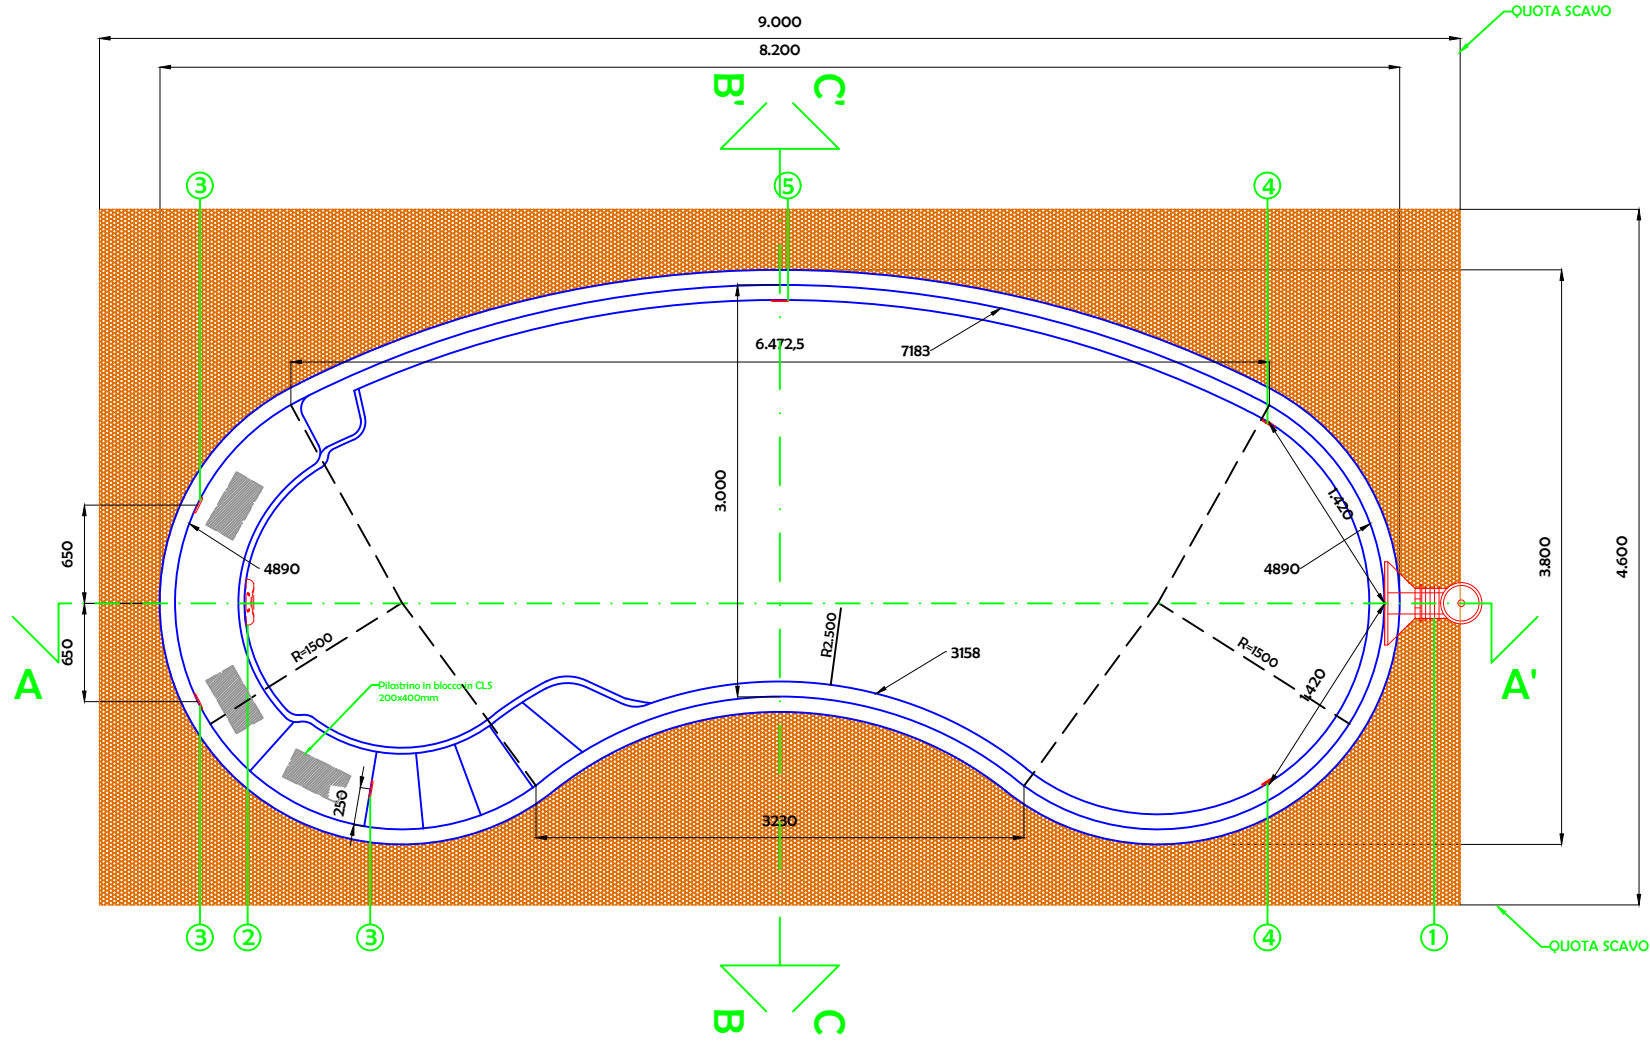 9.000
QUOTA SCAVO
8.200
B'
C'
3
5
4
6.472,5
7183
3.000
1.420
650
4890
4890
3.800
4.600
R=1500
R2.500
3158
R=1500
650
A
A'
Pilastrino in blocco in CLS
200x400mm
1.420
250
3230
3
2
3
4
1
QUOTA SCAVO
B
C